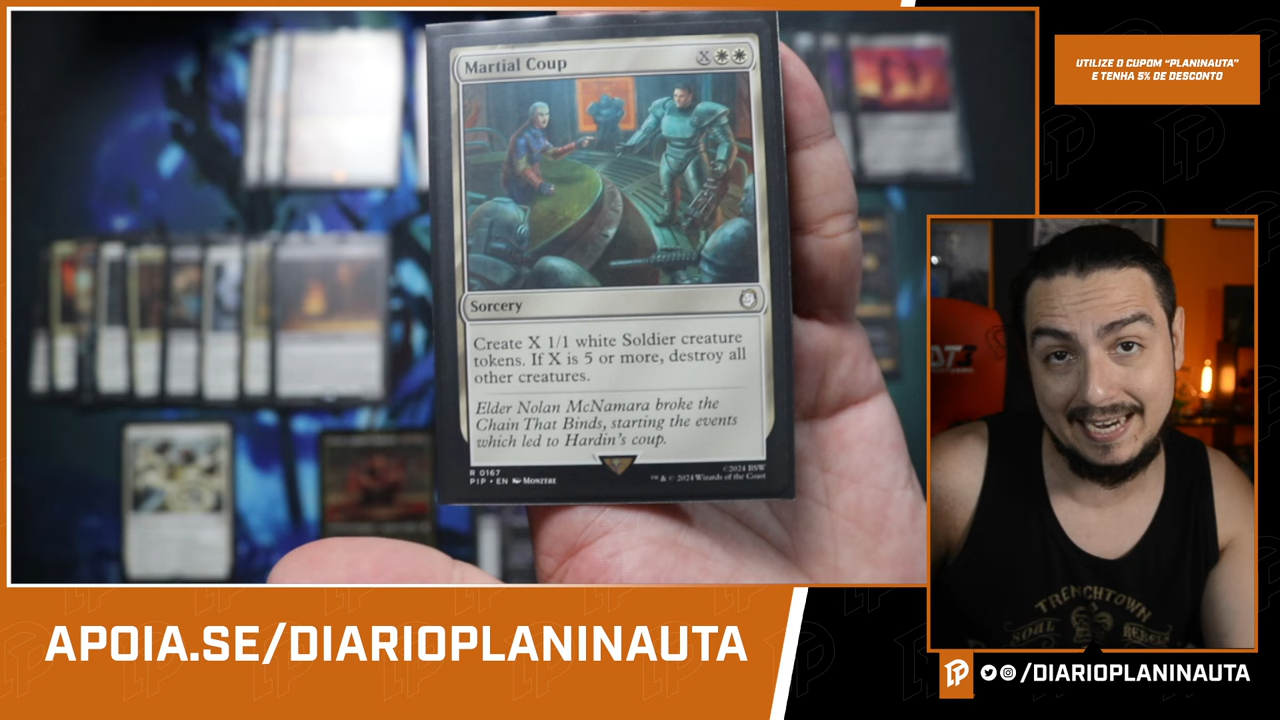 Martial Coup
X
Sorcery
Create X 1/1 white Soldier creature
tokens. If X is 5 or more, destroy all
other creatures.
Elder Nolan McNamara broke the
Chain That Binds, starting the events
which led to Hardin's coup.
R 0167
PIP • EN MONZTRE
©2024 BSW
™ & © 2024 Wizards of the Coast
UTILIZE O CUPOM "PLANINAUTA"
E TENHA 5% DE DESCONTO
TRENCHTOWN
SOUL REBELS
APOIA.SE/DIARIOPLANINAUTA
/DIARIOPLANINAUTA